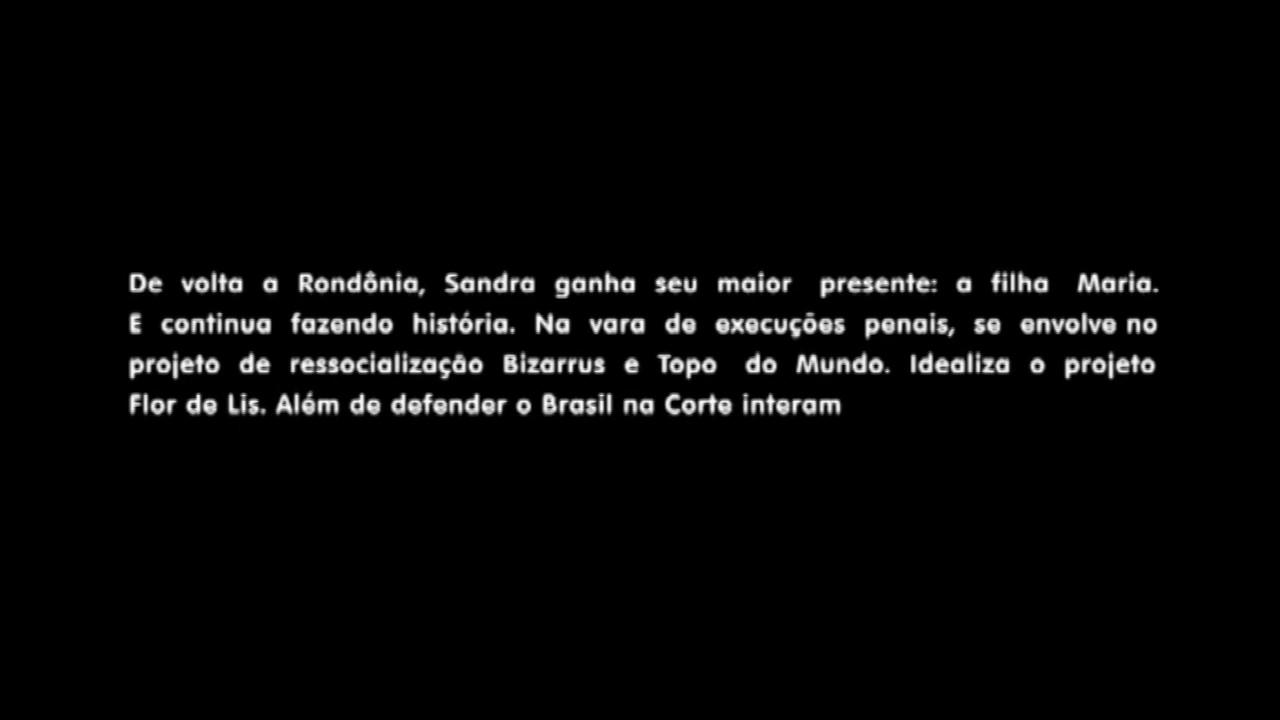 De volta a Rondônia, Sandra ganha seu maior presente: a filha Maria.
E continua fazendo história. Na vara de execuções penais, se envolve no
projeto de ressocialização Bizarrus e Topo do Mundo. Idealiza o projeto
Flor de Lis. Além de defender o Brasil na Corte interam